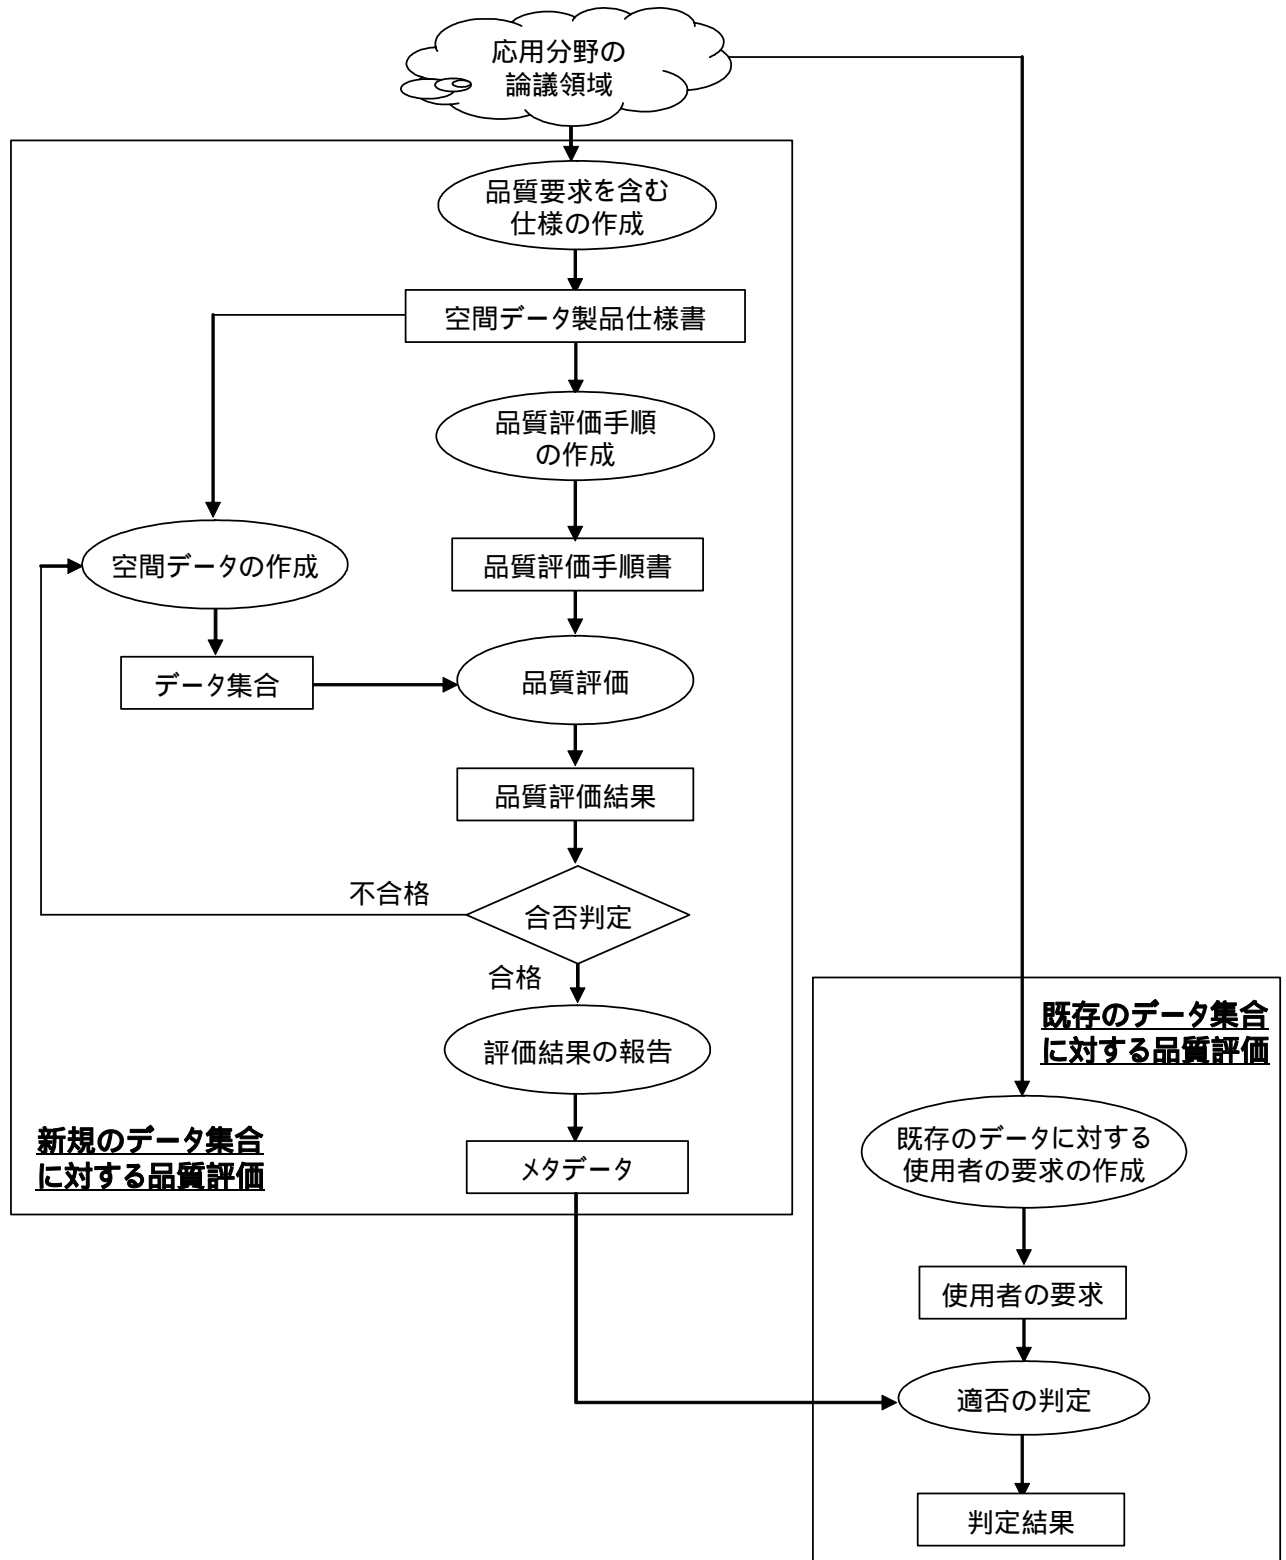 応用分野の
論議領域
品質要求を含む
仕様の作成
空間データ製品仕様書
品質評価手順
の作成
空間データの作成
品質評価手順書
データ集合
品質評価
品質評価結果
不合格
合否判定
合格
評価結果の報告
新規のデータ集合
に対する品質評価
メタデータ
既存のデータ集合
に対する品質評価
既存のデータに対する
使用者の要求の作成
使用者の要求
適否の判定
判定結果